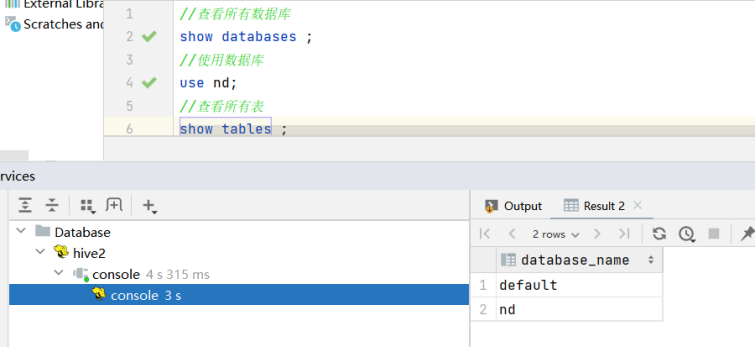 External Libra
Scratches and
1 //查看所有数据库
2 show databases ;
3 //使用数据库
4 use nd;
5 //查看所有表
6 show tables ;
rvices
Database
hive2
console 4 s 315 ms
console 3 s
Output Result 2
2 rows
database_name
1 default
2 nd